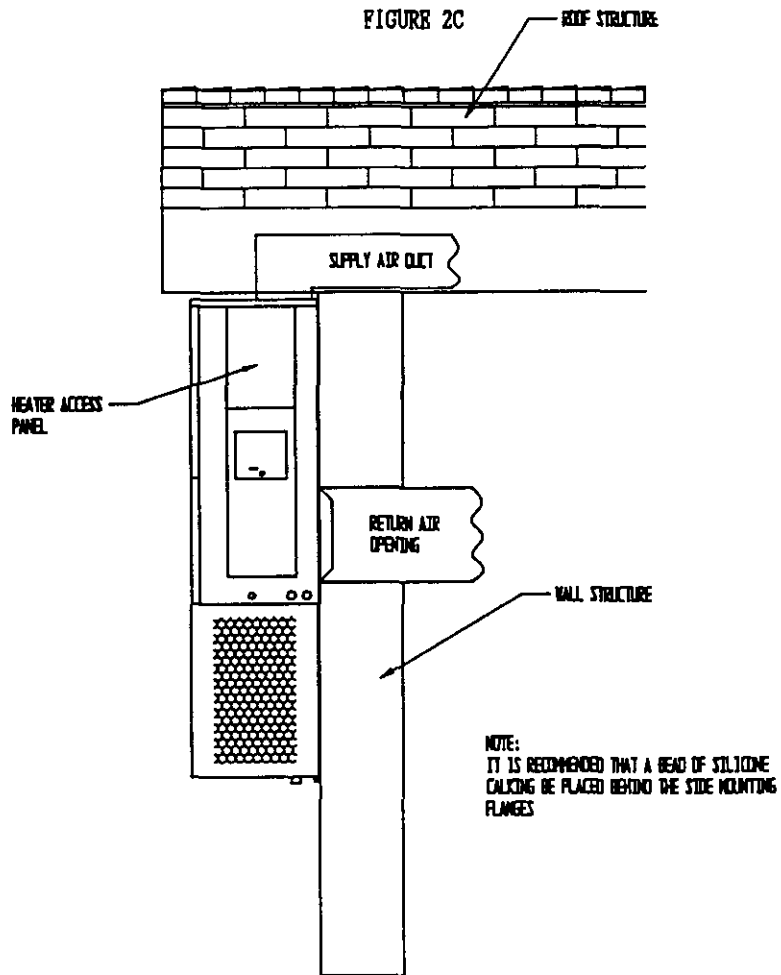 FIGURE 2C
ROOF STRUCTURE
SUPPLY AIR DUCT
HEATER ACCESS
PANEL
RETURN AIR
OPENING
WALL STRUCTURE
NOTE:
IT IS RECOMMENDED THAT A BEAD OF SILICONE
CALKING BE PLACED BEHIND THE SIDE MOUNTING
FLANGES